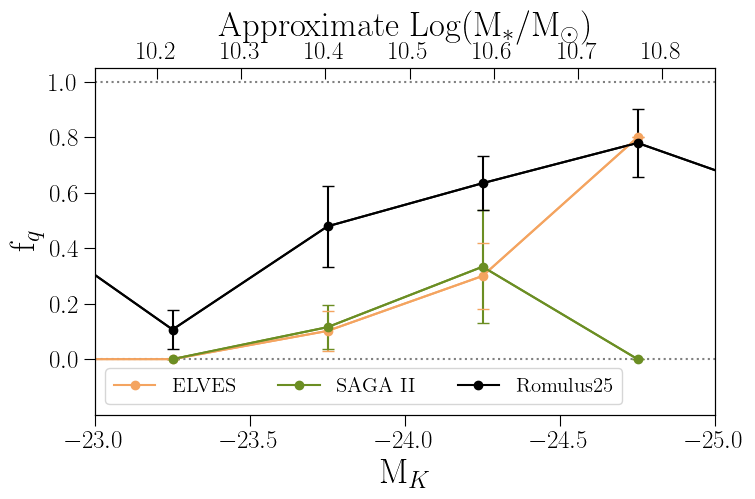 Approximate Log(M*/M⊙)
10.2 10.3 10.4 10.5 10.6 10.7 10.8
1.0
0.8
0.6
0.4
0.2
0.0
f_q
ELVES SAGA II Romulus25
−23.0 −23.5 −24.0 −24.5 −25.0
M_K